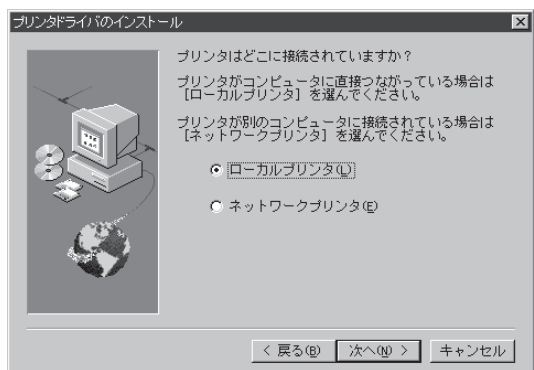 プリンタドライバのインストール
プリンタはどこに接続されていますか?
プリンタがコンピュータに直接つながっている場合は
[ローカルプリンタ] を選んでください。
プリンタが別のコンピュータに接続されている場合は
[ネットワークプリンタ] を選んでください。
ローカルプリンタ(L)
ネットワークプリンタ(E)
< 戻る(B) 次へ(N) > キャンセル